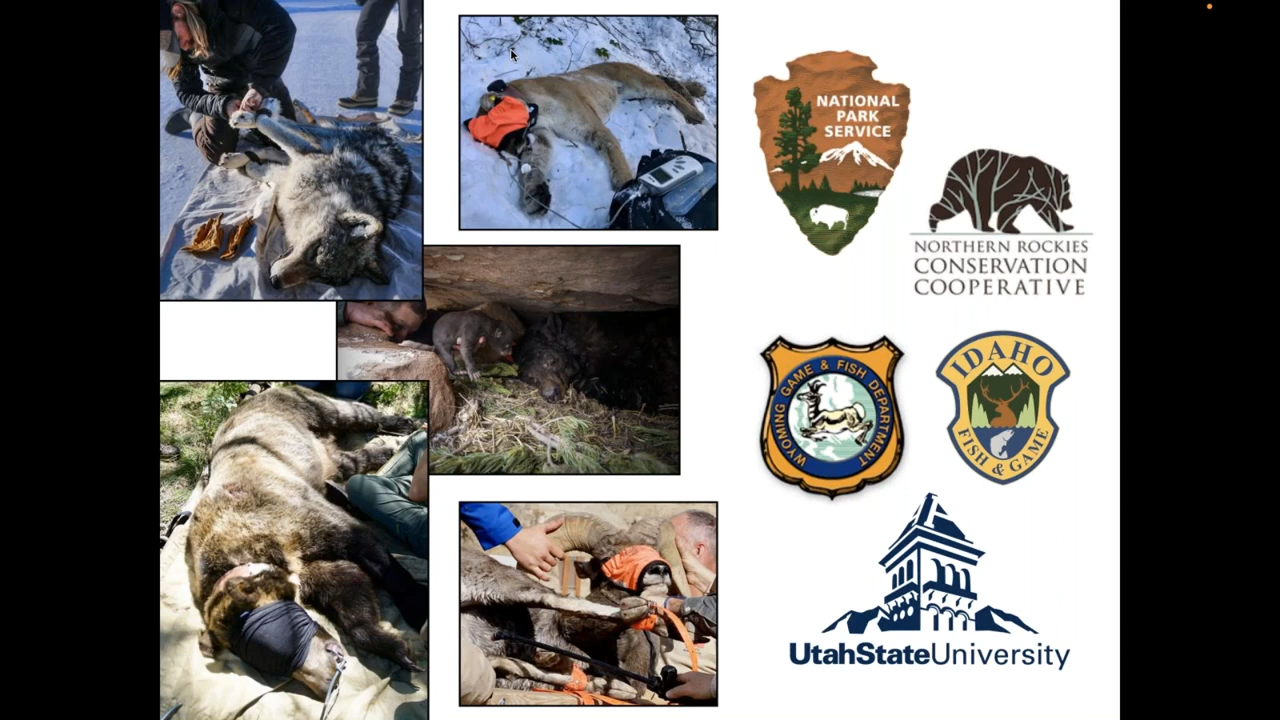 NATIONAL
PARK
SERVICE
NORTHERN ROCKIES
CONSERVATION
COOPERATIVE
WYOMING GAME & FISH DEPARTMENT
IDAHO
FISH & GAME
UtahStateUniversity